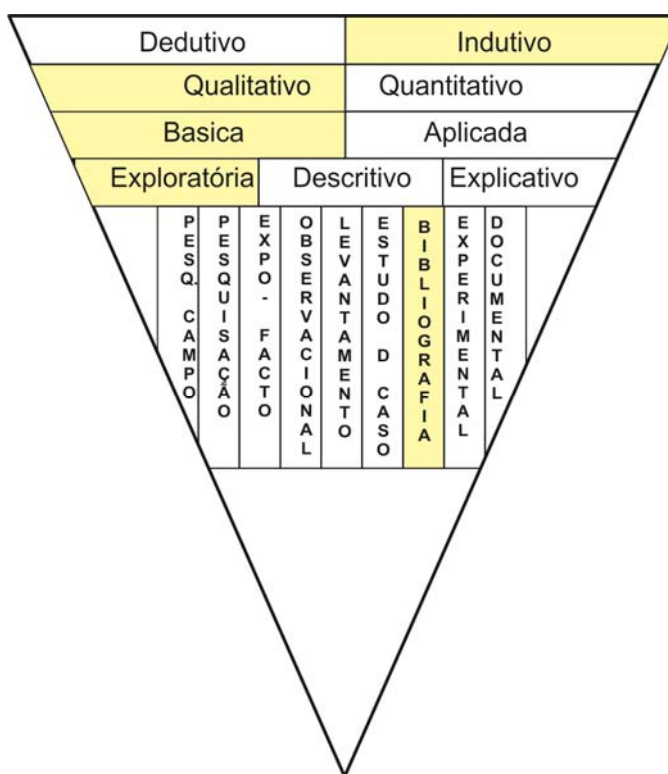 Dedutivo Indutivo
Qualitativo Quantitativo
Basica Aplicada
Exploratória Descritivo Explicativo
PESQ. CAMPO
PESQUISAÇÃO
EXPO - FACTO
OBSERVACIONAL
LEVANTAMENTO
ESTUDO D CASO
BIBLIOGRAFIA
EXPERIMENTAL
DOCUMENTAL